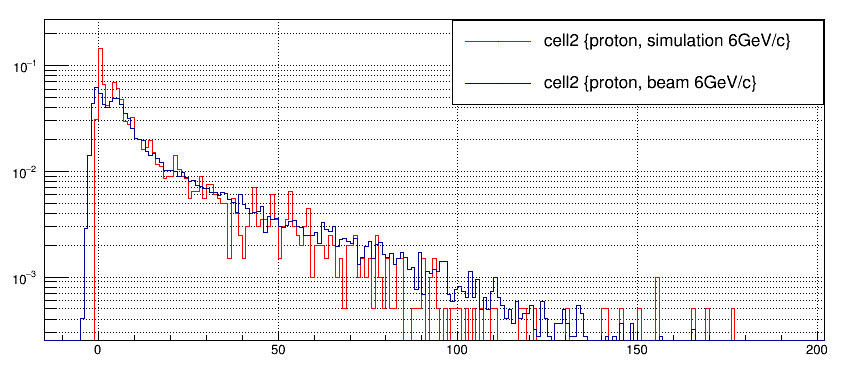 cell2 {proton, simulation 6GeV/c}
cell2 {proton, beam 6GeV/c}
10⁻¹
10⁻²
10⁻³
0 50 100 150 200